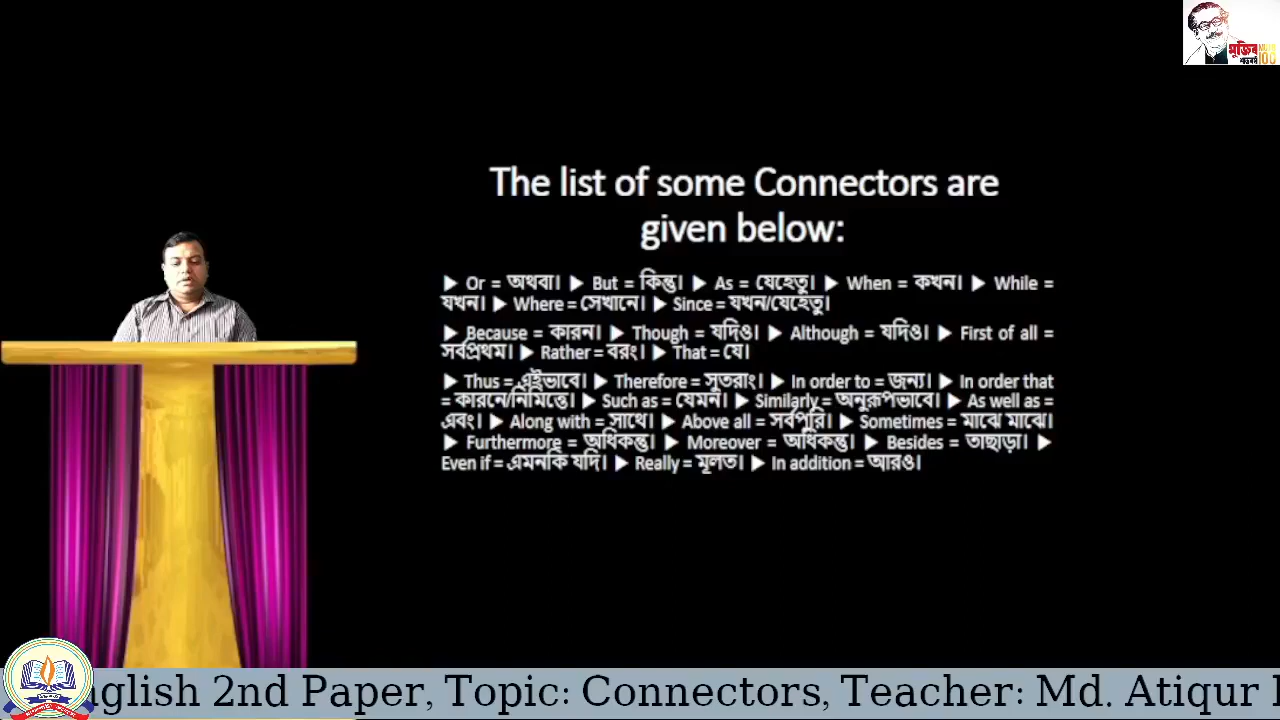 মুজিব
শতবর্ষ
100
The list of some Connectors are
given below:
▶ Or = অথবা। ▶ But = কিন্তু। ▶ As = যেহেতু। ▶ When = কখন। ▶ While =
যখন। ▶ Where = সেখানে। ▶ Since = যখন/যেহেতু।
▶ Because = কারন। ▶ Though = যদিও। ▶ Although = যদিও। ▶ First of all =
সর্বপ্রথম। ▶ Rather = বরং। ▶ That = যে।
▶ Thus = এইভাবে। ▶ Therefore = সুতরাং। ▶ In order to = জন্য। ▶ In order that
= কারনে/নিমিত্তে। ▶ Such as = যেমন। ▶ Similarly = অনুরূপভাবে। ▶ As well as =
এবং। ▶ Along with = সাথে। ▶ Above all = সর্বপুরি। ▶ Sometimes = মাঝে মাঝে।
▶ Furthermore = অধিকন্তু। ▶ Moreover = অধিকন্তু। ▶ Besides = তাছাড়া। ▶
Even if = এমনকি যদি। ▶ Really = মূলত। ▶ In addition = আরও।
nglish 2nd Paper, Topic: Connectors, Teacher: Md. Atiqur